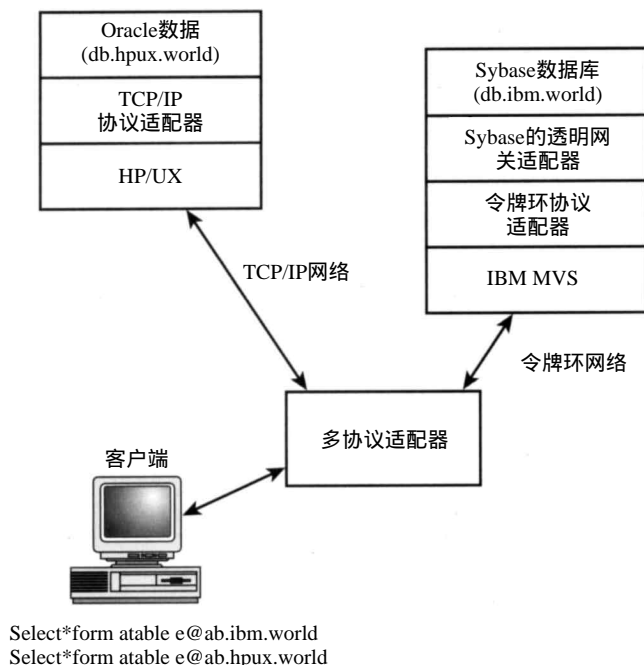 Oracle数据
(db.hpux.world)
TCP/IP
协议适配器
HP/UX
Sybase数据库
(db.ibm.world)
Sybase的透明网
关适配器
令牌环协议
适配器
IBM MVS
TCP/IP网络
令牌环网络
多协议适配器
客户端
Select*form atable e@ab.ibm.world
Select*form atable e@ab.hpux.world